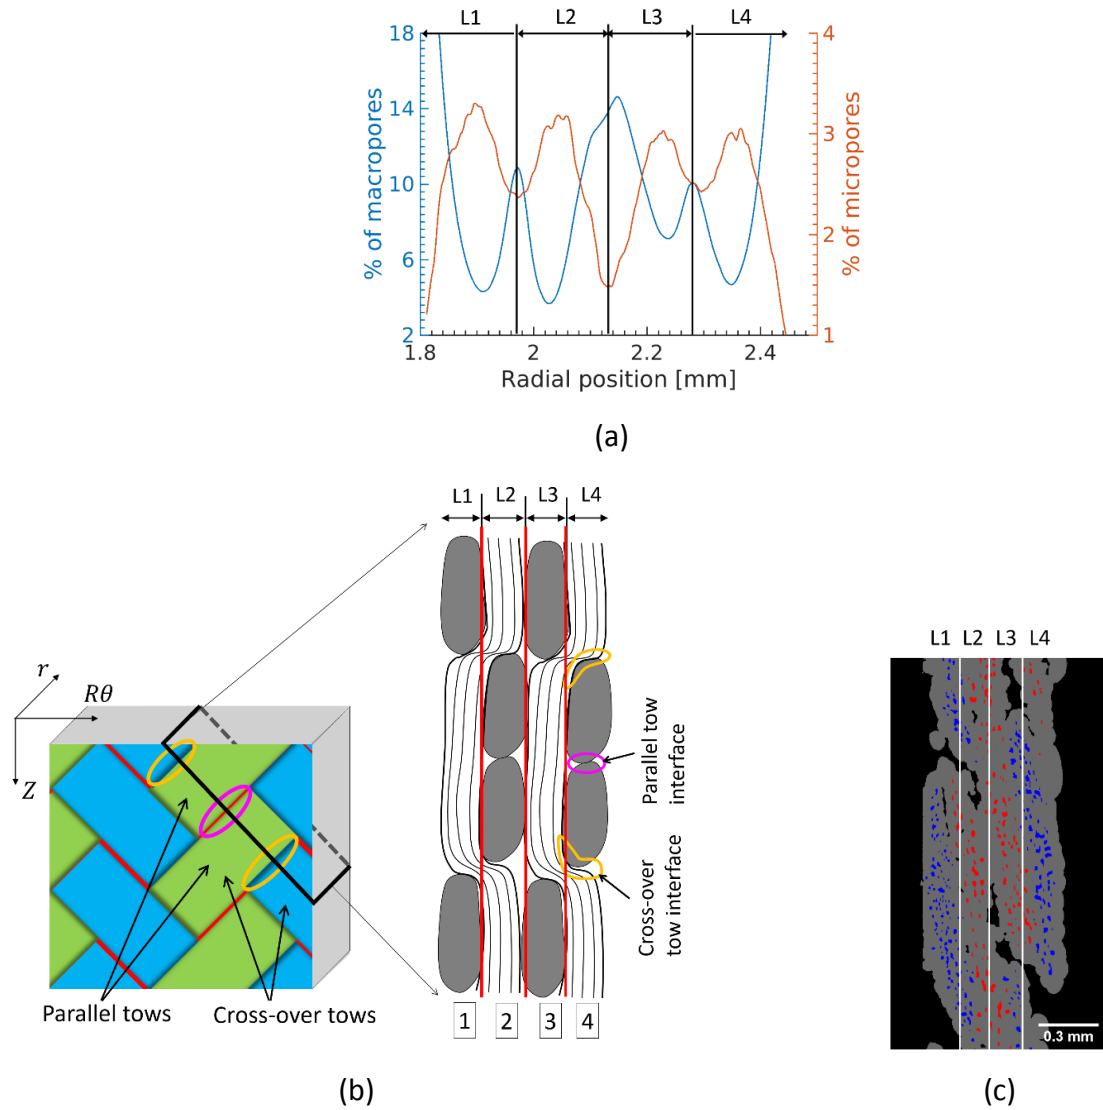 L1 L2 L3 L4
18 4
14 3
10
6 2
2 1
1.8 2 2.2 2.4
% of macropores
% of micropores
Radial position [mm]
(a)
L1 L2 L3 L4
r
Rθ
Z
Parallel tows
Cross-over tows
Parallel tow
interface
Cross-over
tow interface
1 2 3 4
(b)
L1 L2 L3 L4
0.3 mm
(c)